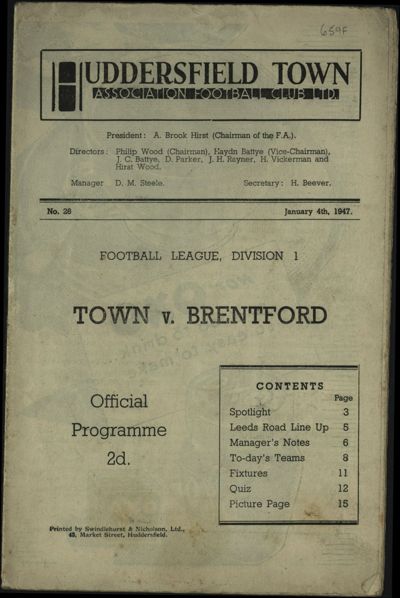 659F
HUDDERSFIELD TOWN
ASSOCIATION FOOTBALL CLUB LTD.
President: A. Brook Hirst (Chairman of the F.A.).
Directors: Philip Wood (Chairman), Haydn Battye (Vice-Chairman),
J. C. Battye, D. Parker, J. H. Rayner, H. Vickerman and
Hirst Wood.
Manager D. M. Steele. Secretary: H. Beever.
No. 28 January 4th, 1947.
FOOTBALL LEAGUE, DIVISION 1
TOWN v. BRENTFORD
Official
Programme
2d.
CONTENTS
Page
Spotlight 3
Leeds Road Line Up 5
Manager's Notes 6
To-day's Teams 8
Fixtures 11
Quiz 12
Picture Page 15
Printed by Swindlehurst & Nicholson, Ltd.,
43, Market Street, Huddersfield.